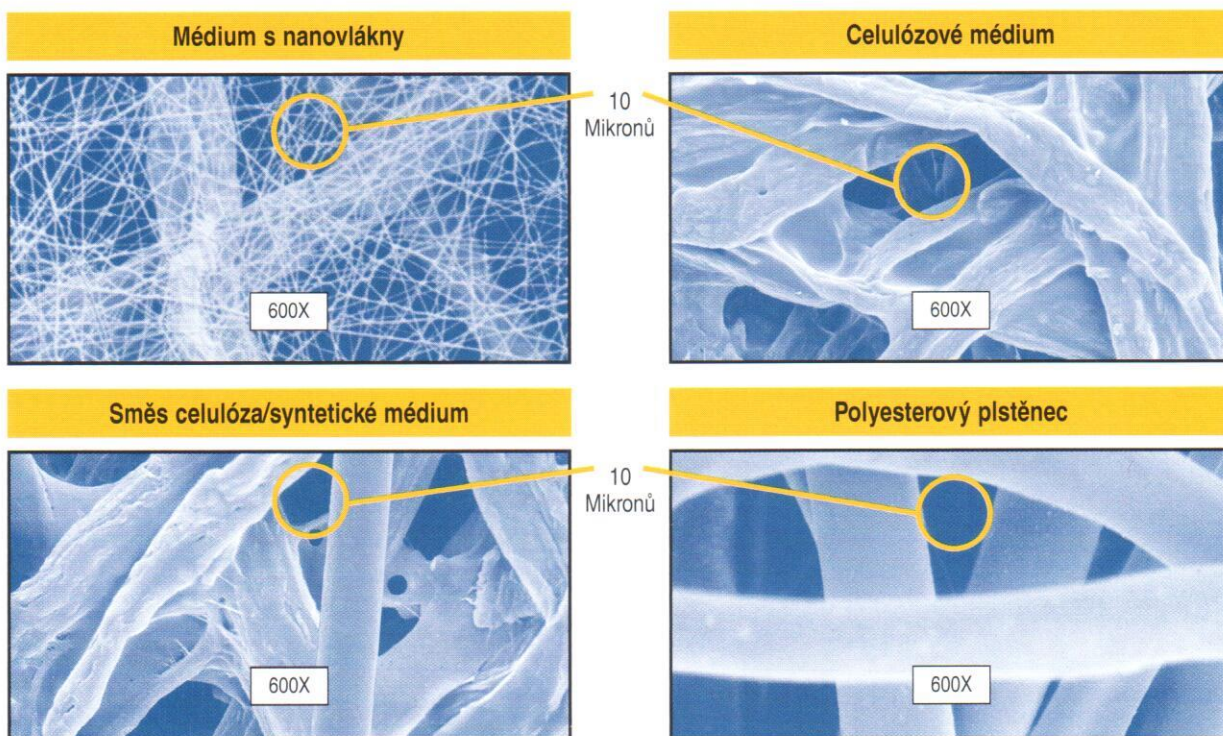 Médium s nanovlákny
Celulózové médium
10
Mikronů
600X
600X
Směs celulóza/syntetické médium
Polyesterový plstěnec
10
Mikronů
600X
600X